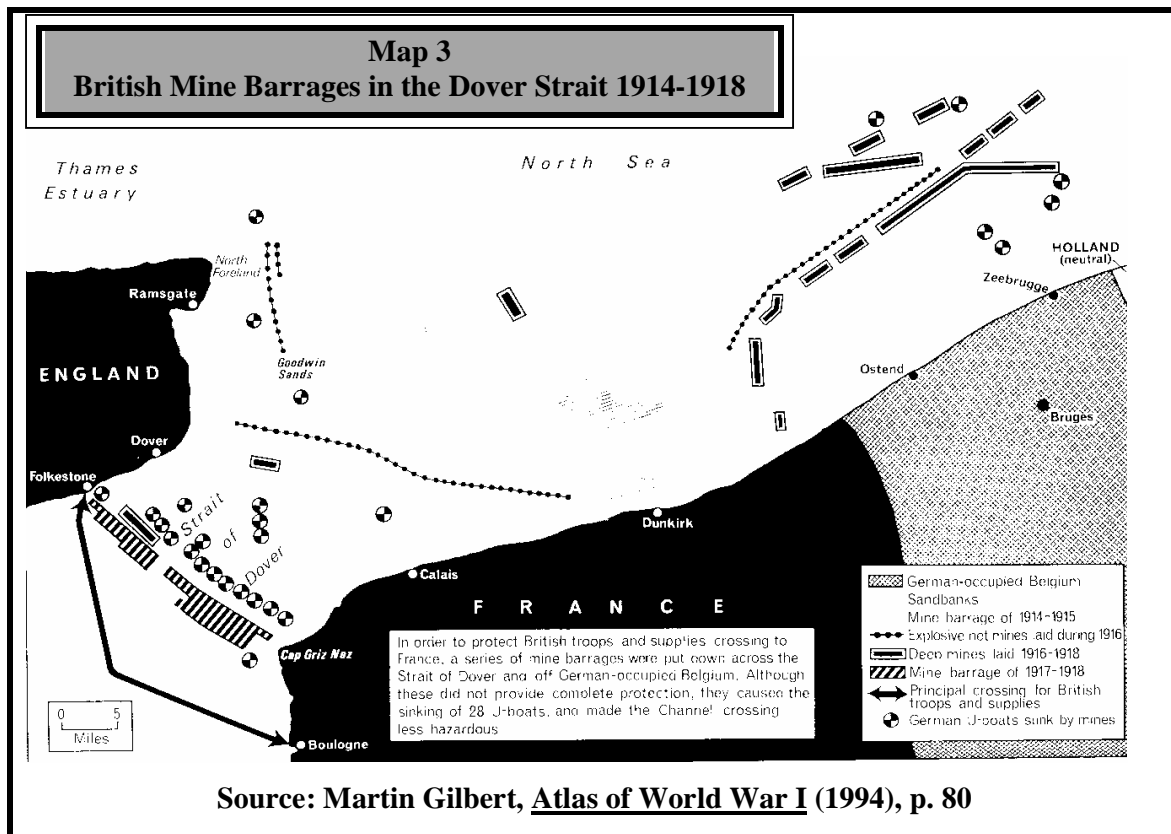 Map 3
British Mine Barrages in the Dover Strait 1914-1918
Thames
Estuary
North Sea
North
Foreland
Ramsgate
Goodwin
Sands
ENGLAND
Dover
Folkestone
Strait
of
Dover
HOLLAND
(neutral)
Zeebrugge
Ostend
Bruges
Dunkirk
Calais
FRANCE
Cap Griz Naz
Boulogne
In order to protect British troops and supplies crossing to
France, a series of mine barrages were put down across the
Strait of Dover and off German-occupied Belgium. Although
these did not provide complete protection, they caused the
sinking of 28 U-boats, and made the Channel crossing
less hazardous
German-occupied Belgium
Sandbanks
Mine barrage of 1914-1915
Explosive net mines laid during 1916
Deep mines laid 1916-1918
Mine barrage of 1917-1918
Principal crossing for British
troops and supplies
German U-boats sunk by mines
0 5
Miles
Source: Martin Gilbert, Atlas of World War I (1994), p. 80